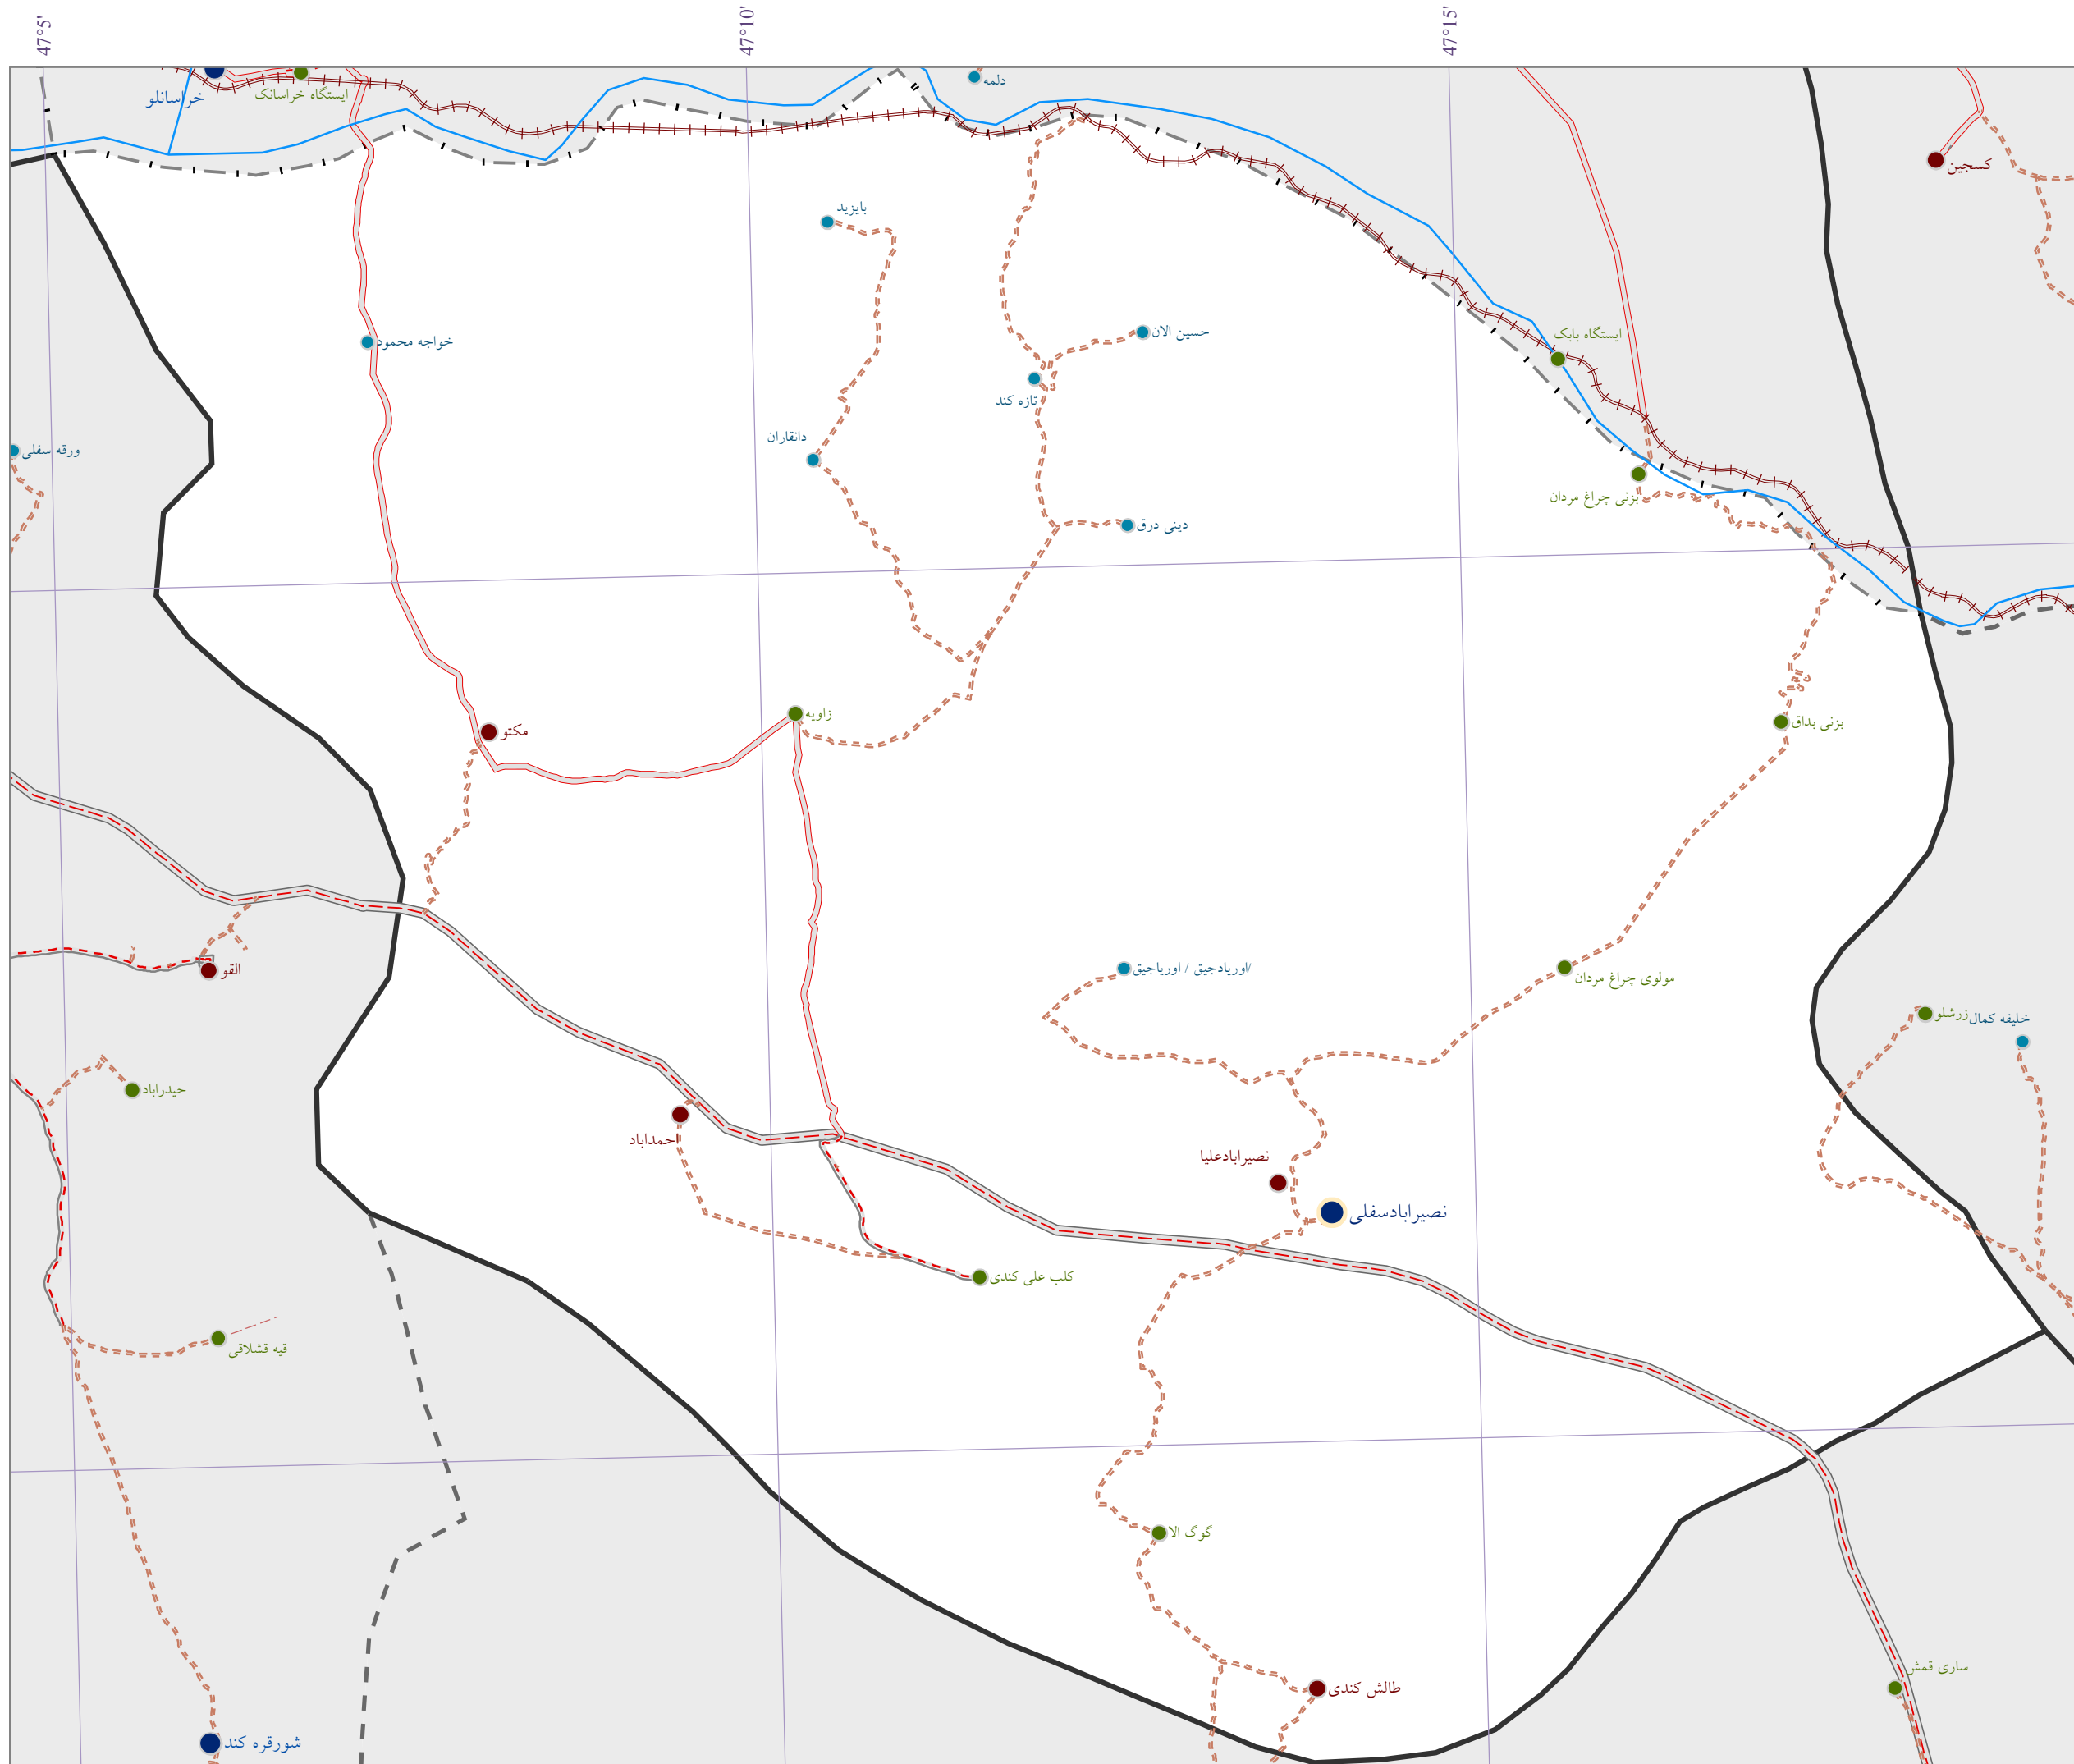 47°5'
47°10'
47°15'
دلمه
خراسانلو
ایستگاه خراسانک
کسجین
بایزید
حسین الان
ایستگاه بابک
خواجه محمود
تازه کند
دانقاران
ورقه سفلی
بزنی چراغ مردان
دینی درق
زاویه
بزنی بداق
مکتو
القو
اوریادجیق / اوریاجیق/
مولوی چراغ مردان
زرشلو
خلیفه کمال
حیدراباد
احمداباد
نصیرابادعلیا
نصیرابادسفلی
کلب علی کندی
قیه قشلاقی
گوگ الا
ساری قمش
طالش کندی
شورقره کند